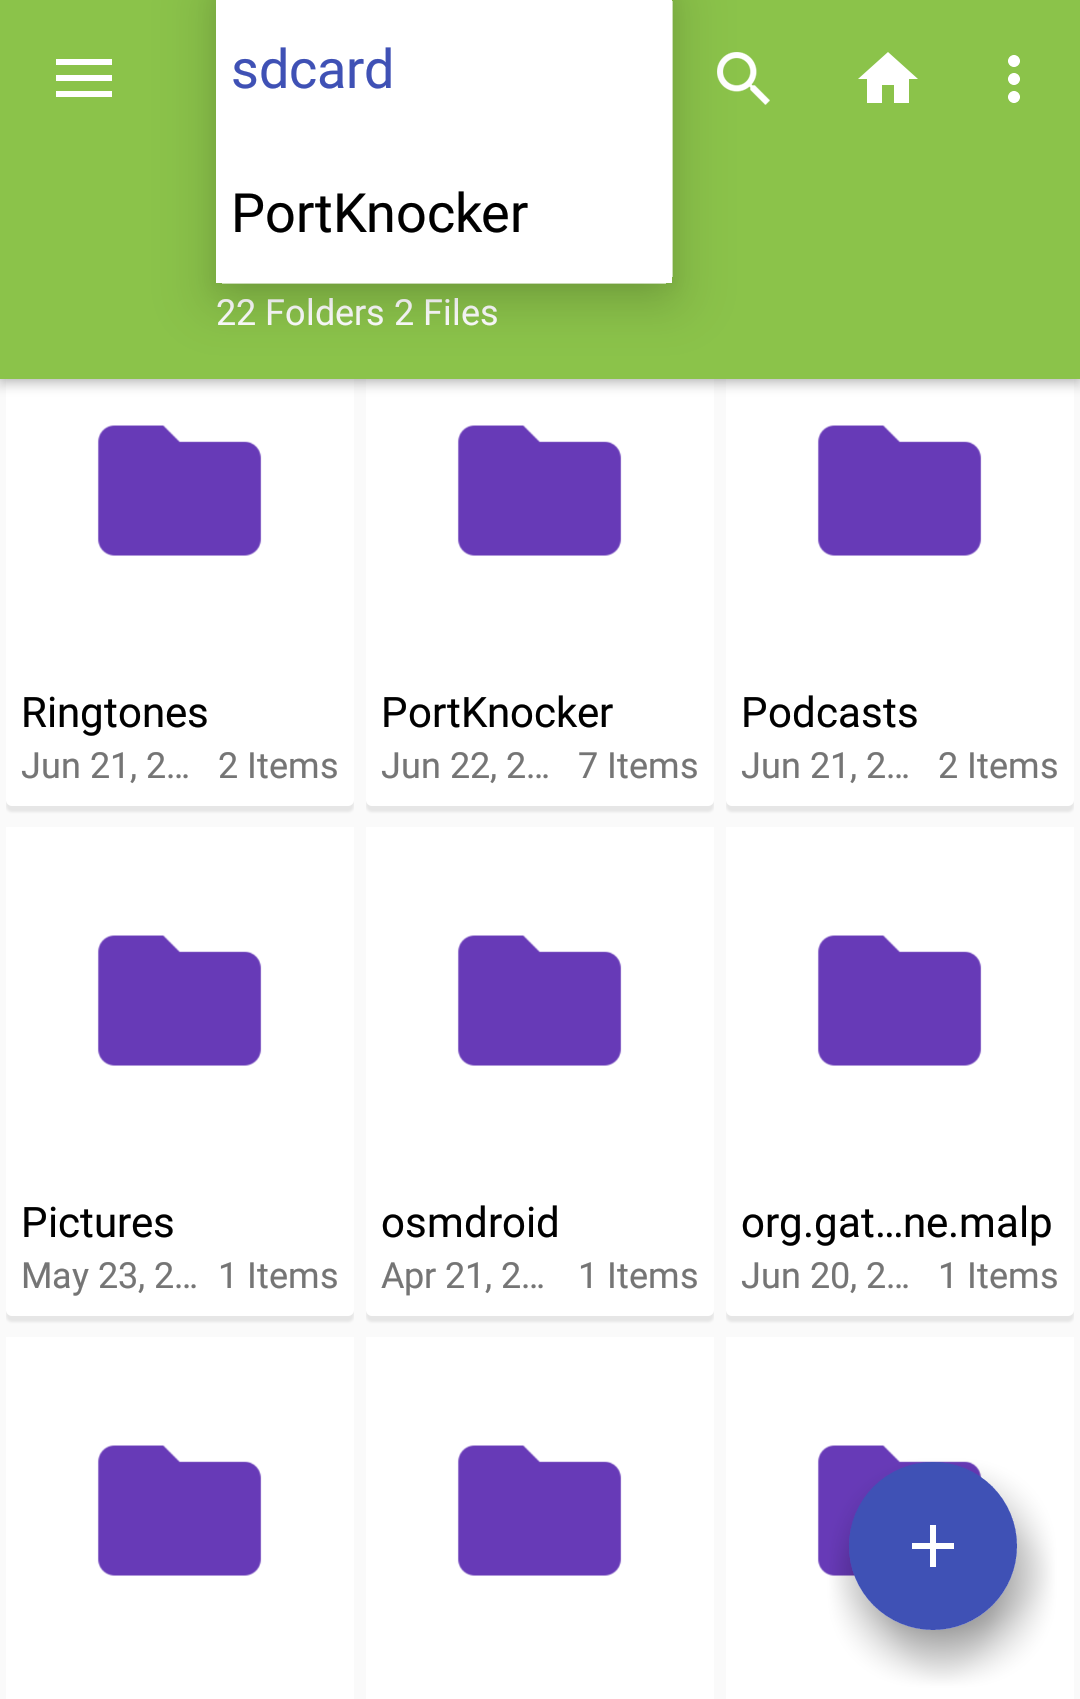 sdcard
PortKnocker
22 Folders 2 Files
Ringtones
Jun 21, 2... 2 Items
PortKnocker
Jun 22, 2... 7 Items
Podcasts
Jun 21, 2... 2 Items
Pictures
May 23, 2... 1 Items
osmdroid
Apr 21, 2... 1 Items
org.gat...ne.malp
Jun 20, 2... 1 Items